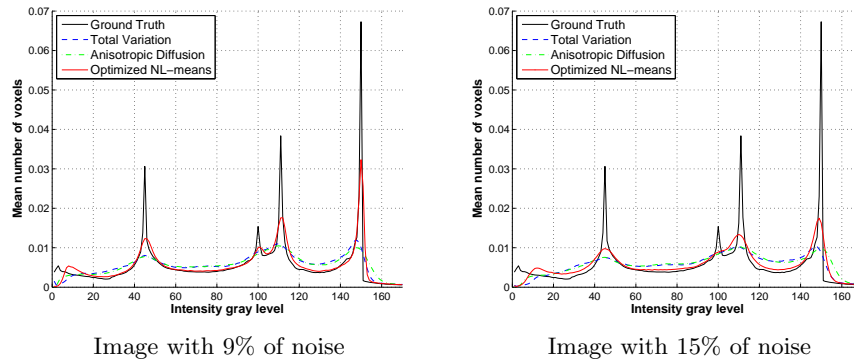 0.07
0.06
0.05
0.04
0.03
0.02
0.01
0
Mean number of voxels
Ground Truth
Total Variation
Anisotropic Diffusion
Optimized NL−means
0 20 40 60 80 100 120 140 160
Intensity gray level
Image with 9% of noise
0.07
0.06
0.05
0.04
0.03
0.02
0.01
0
Mean number of voxels
Ground Truth
Total Variation
Anisotropic Diffusion
Optimized NL−means
0 20 40 60 80 100 120 140 160
Intensity gray level
Image with 15% of noise